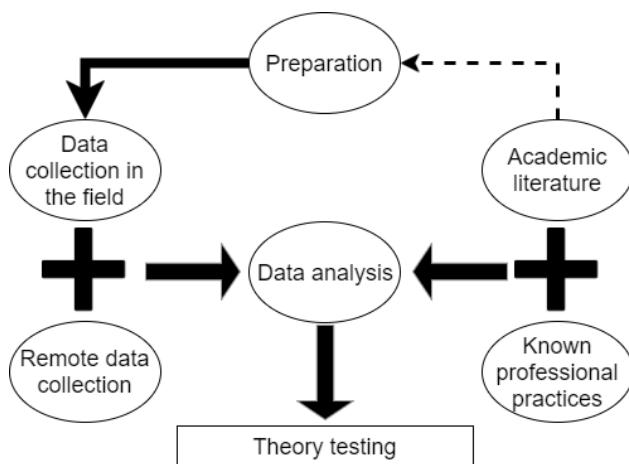 Preparation
Data
collection in
the field
Academic
literature
Data analysis
Remote data
collection
Known
professional
practices
Theory testing